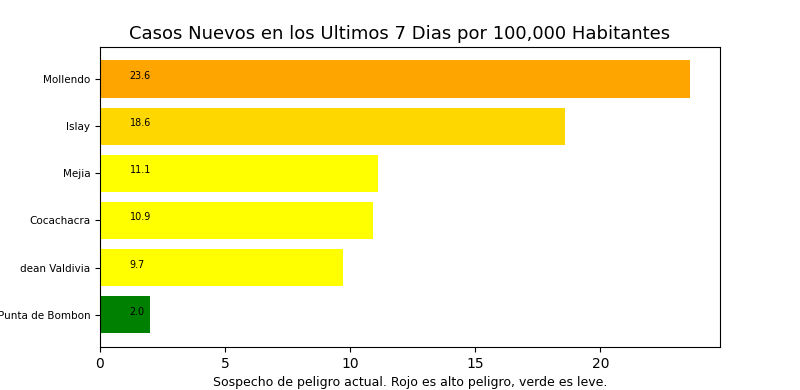 Casos Nuevos en los Ultimos 7 Dias por 100,000 Habitantes
Mollendo 23.6
Islay 18.6
Mejia 11.1
Cocachacra 10.9
dean Valdivia 9.7
Punta de Bombon 2.0
0 5 10 15 20
Sospecho de peligro actual. Rojo es alto peligro, verde es leve.